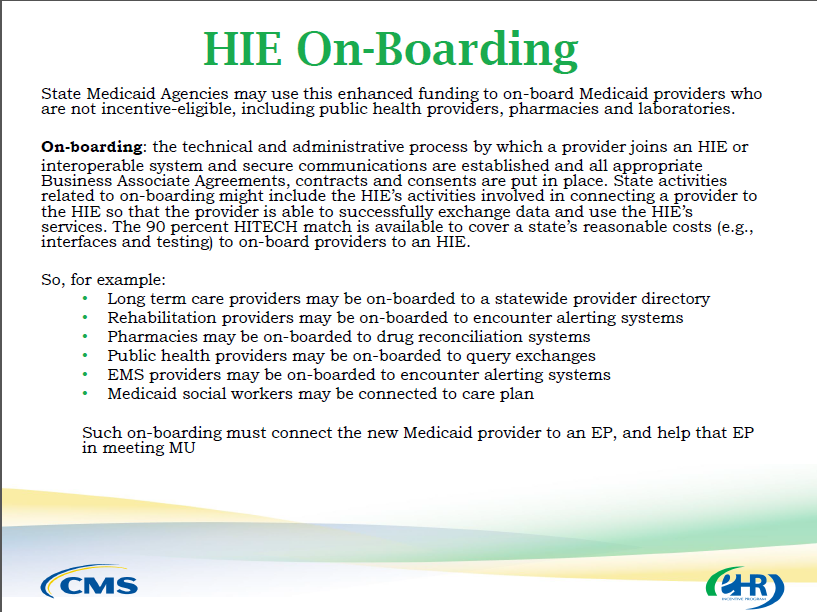 HIE On-Boarding
State Medicaid Agencies may use this enhanced funding to on-board Medicaid providers who
are not incentive-eligible, including public health providers, pharmacies and laboratories.
On-boarding: the technical and administrative process by which a provider joins an HIE or
interoperable system and secure communications are established and all appropriate
Business Associate Agreements, contracts and consents are put in place. State activities
related to on-boarding might include the HIE’s activities involved in connecting a provider to
the HIE so that the provider is able to successfully exchange data and use the HIE’s
services. The 90 percent HITECH match is available to cover a state’s reasonable costs (e.g.,
interfaces and testing) to on-board providers to an HIE.
So, for example:
• Long term care providers may be on-boarded to a statewide provider directory
• Rehabilitation providers may be on-boarded to encounter alerting systems
• Pharmacies may be on-boarded to drug reconciliation systems
• Public health providers may be on-boarded to query exchanges
• EMS providers may be on-boarded to encounter alerting systems
• Medicaid social workers may be connected to care plan
Such on-boarding must connect the new Medicaid provider to an EP, and help that EP
in meeting MU
CMS
eHR
INCENTIVE PROGRAM